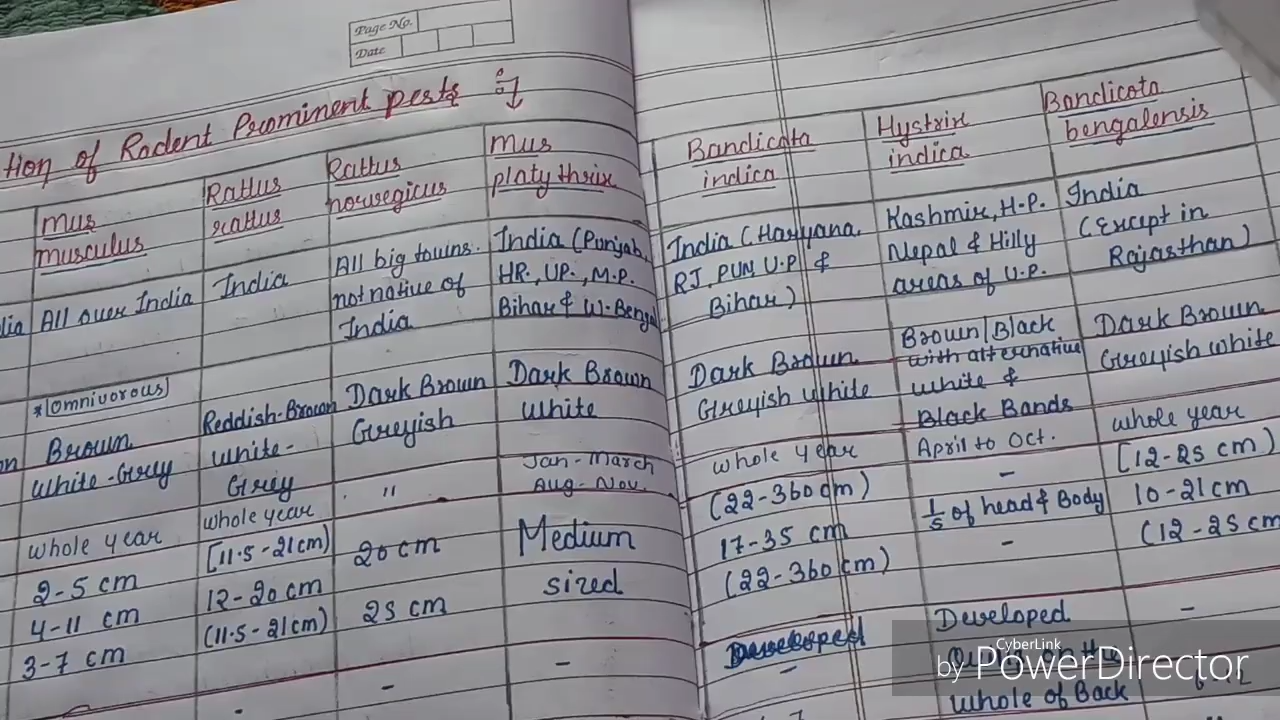 Page No.
Date
tion of Rodent Prominent pests
Mus
musculus
Rattus
rattus
Rattus
norvegicus
Mus
platythrix
Bandicota
indica
Hystrix
indica
Bandicota
bengalensis
All over India
India
All big towns.
not native of
India
India (Punjab,
HR., UP., M.P.
Bihar & W. Bengal
India (Haryana,
RJ, PUN, U.P. &
Bihar)
Kashmir, H.P.
Nepal & Hilly
areas of U.P.
India
(Except in
Rajasthan)
*(omnivorous)
Brown
White-Grey
Reddish-Brown
white-
Grey
Dark Brown
Greyish
Dark Brown
White
Dark Brown
Greyish White
Brown/Black
with alternative
white &
Black Bands
Dark Brown
Greyish white
whole year
whole year
"
Jan-March
Aug-Nov.
whole year
April to Oct.
whole year
2-5 cm
4-11 cm
3-7 cm
[11.5-21cm)
12-20 cm
(11.5-21cm)
20 cm
25 cm
Medium
sized
(22-360 cm)
17-35 cm
(22-360 cm)
-
1/5 of head & Body
-
[12-25 cm)
10-21 cm
(12-25 cm
-
-
-
Developed
-
Developed
whole of Back
-
CyberLink
by PowerDirector